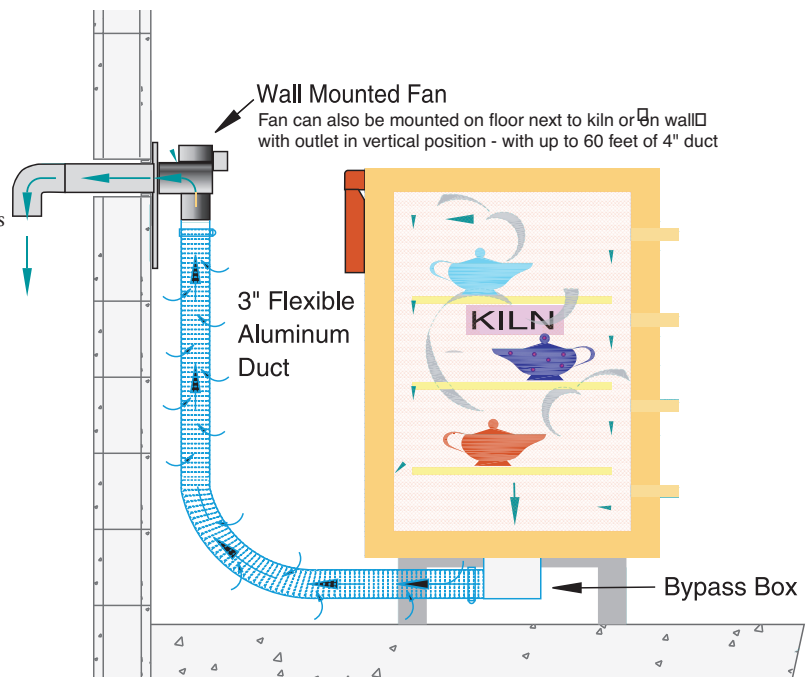 Wall Mounted Fan
Fan can also be mounted on floor next to kiln or on wall
with outlet in vertical position - with up to 60 feet of 4" duct
s
3" Flexible
Aluminum
Duct
KILN
Bypass Box